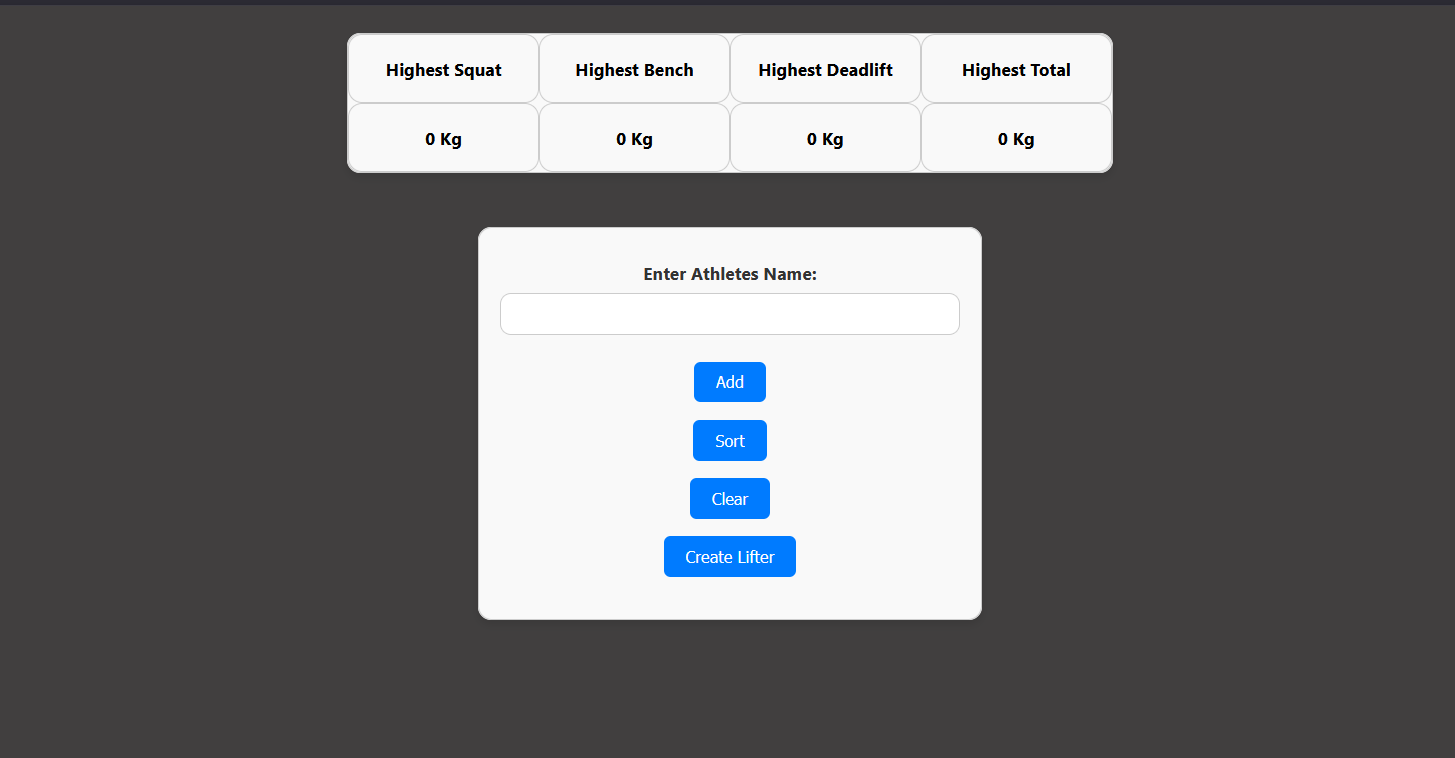 Highest Squat Highest Bench Highest Deadlift Highest Total
0 Kg 0 Kg 0 Kg 0 Kg
Enter Athletes Name:
Add
Sort
Clear
Create Lifter